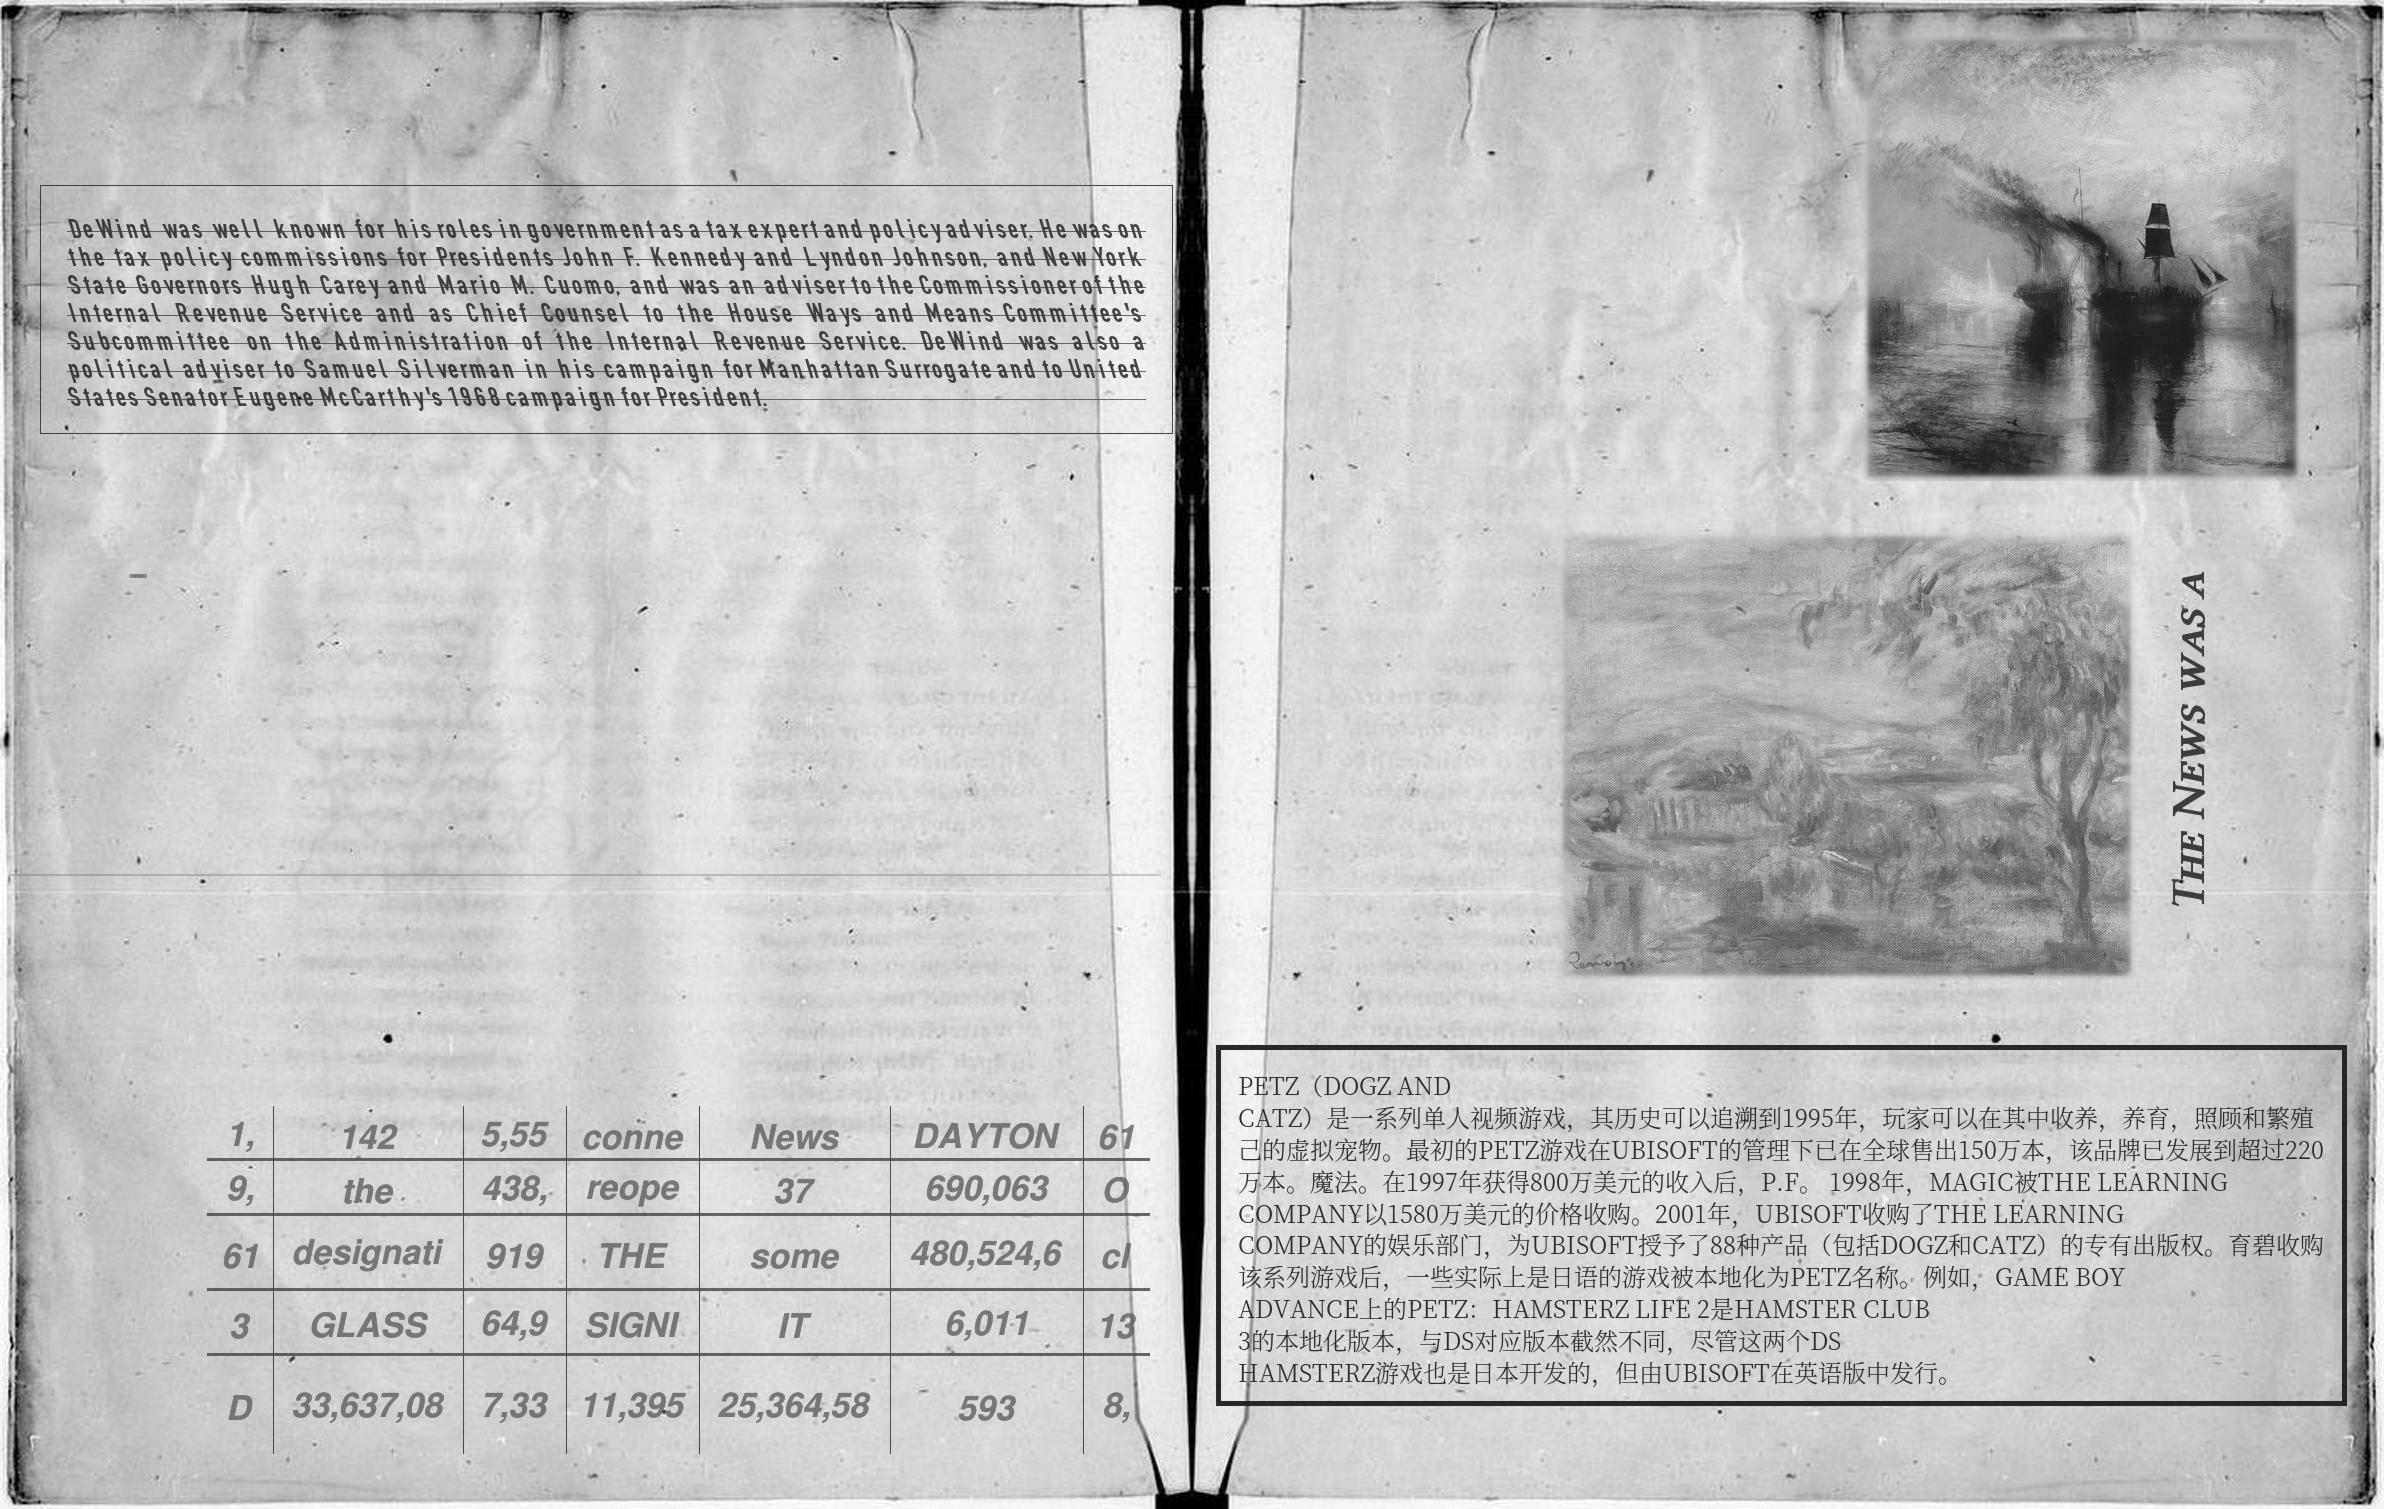 DeWind was well known for his roles in government as a tax expert and policy adviser. He was on
the tax policy commissions for Presidents John F. Kennedy and Lyndon Johnson, and New York
State Governors Hugh Carey and Mario M. Cuomo, and was an adviser to the Commissioner of the
Internal Revenue Service and as Chief Counsel to the House Ways and Means Committee's
Subcommittee on the Administration of the Internal Revenue Service. DeWind was also a
political adviser to Samuel Silverman in his campaign for Manhattan Surrogate and to United
States Senator Eugene McCarthy's 1968 campaign for President.
1, 142 5,55 conne News DAYTON 61
9, the 438, reope 37 690,063 O
61 designati 919 THE some 480,524,6 cl
3 GLASS 64,9 SIGNI IT 6,011 13
D 33,637,08 7,33 11,395 25,364,58 593 8,
THE NEWS WAS A
PETZ（DOGZ AND
CATZ）是一系列单人视频游戏，其历史可以追溯到1995年，玩家可以在其中收养，养育，照顾和繁殖
己的虚拟宠物。最初的PETZ游戏在UBISOFT的管理下已在全球售出150万本，该品牌已发展到超过220
万本。魔法。在1997年获得800万美元的收入后，P.F。 1998年，MAGIC被THE LEARNING
COMPANY以1580万美元的价格收购。2001年，UBISOFT收购了THE LEARNING
COMPANY的娱乐部门，为UBISOFT授予了88种产品（包括DOGZ和CATZ）的专有出版权。育碧收购
该系列游戏后，一些实际上是日语的游戏被本地化为PETZ名称。例如，GAME BOY
ADVANCE上的PETZ：HAMSTERZ LIFE 2是HAMSTER CLUB
3的本地化版本，与DS对应版本截然不同，尽管这两个DS
HAMSTERZ游戏也是日本开发的，但由UBISOFT在英语版中发行。